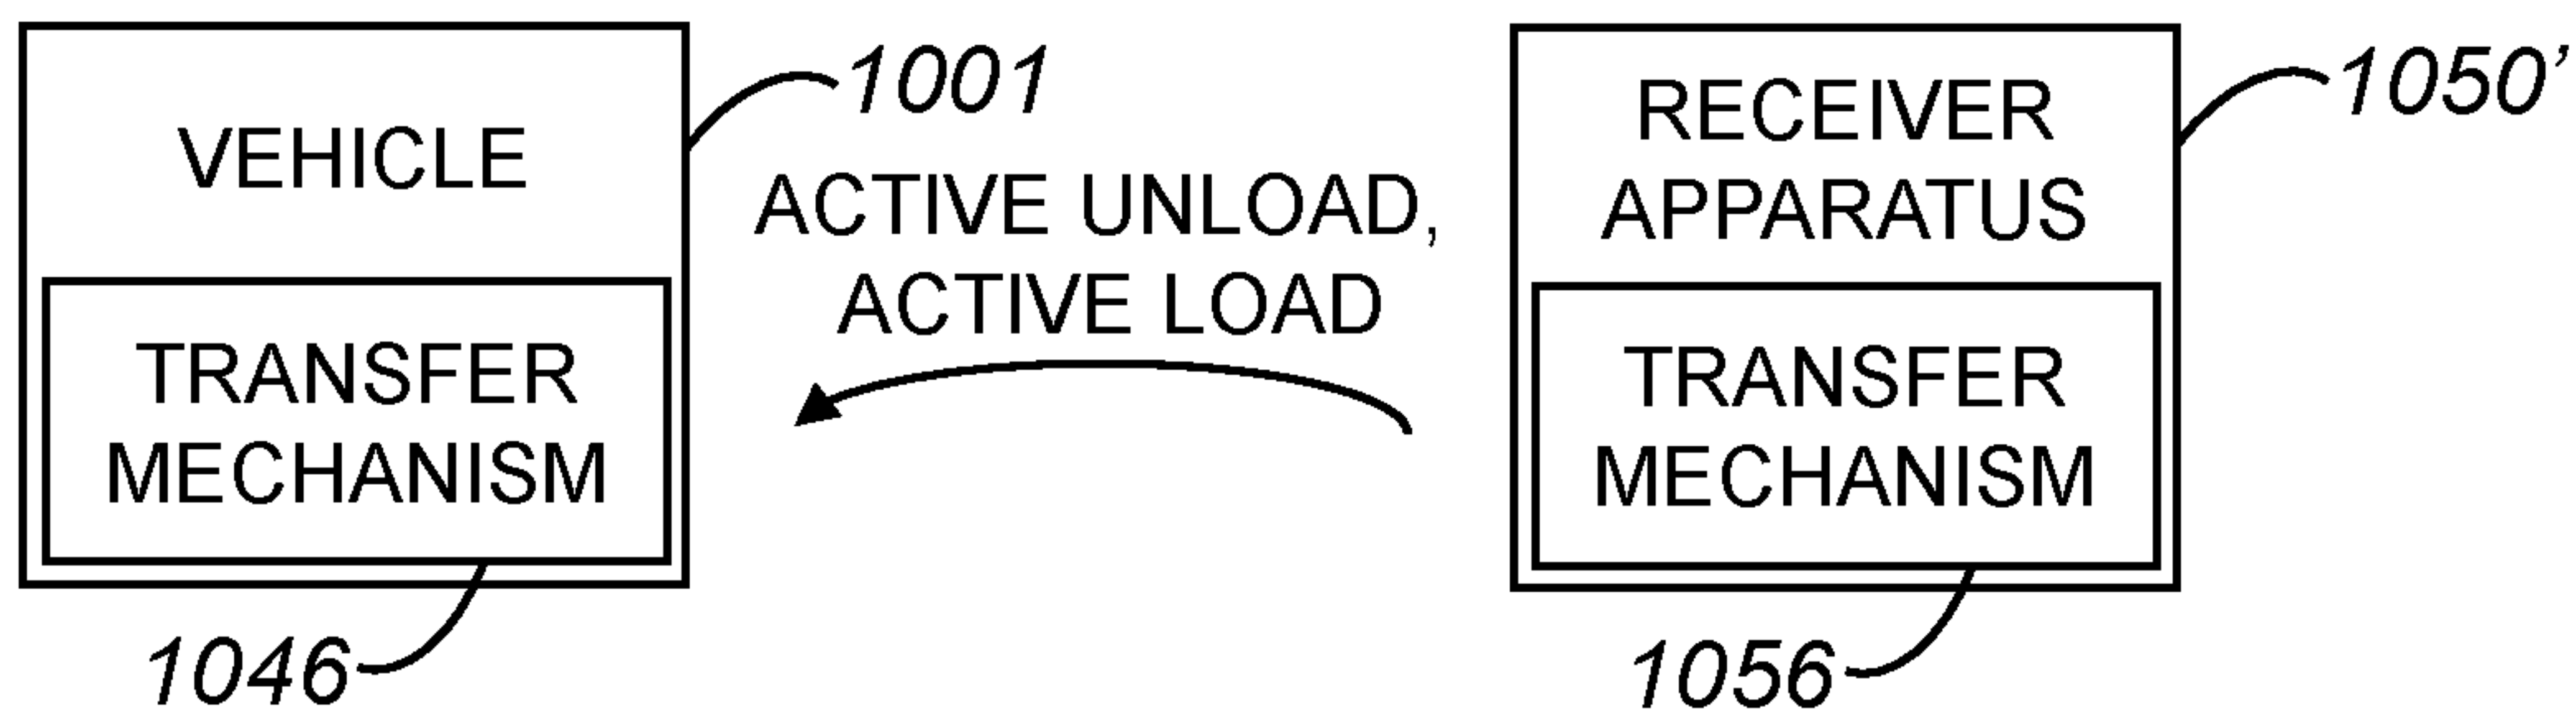 VEHICLE
TRANSFER
MECHANISM
1046
1001
ACTIVE UNLOAD,
ACTIVE LOAD
RECEIVER
APPARATUS
TRANSFER
MECHANISM
1050’
1056